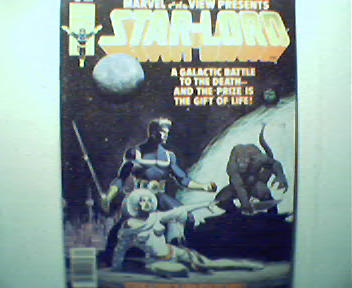 MARVEL PREVIEW PRESENTS
STAR-LORD
A GALACTIC BATTLE
TO THE DEATH—
AND THE PRIZE IS
THE GIFT OF LIFE!